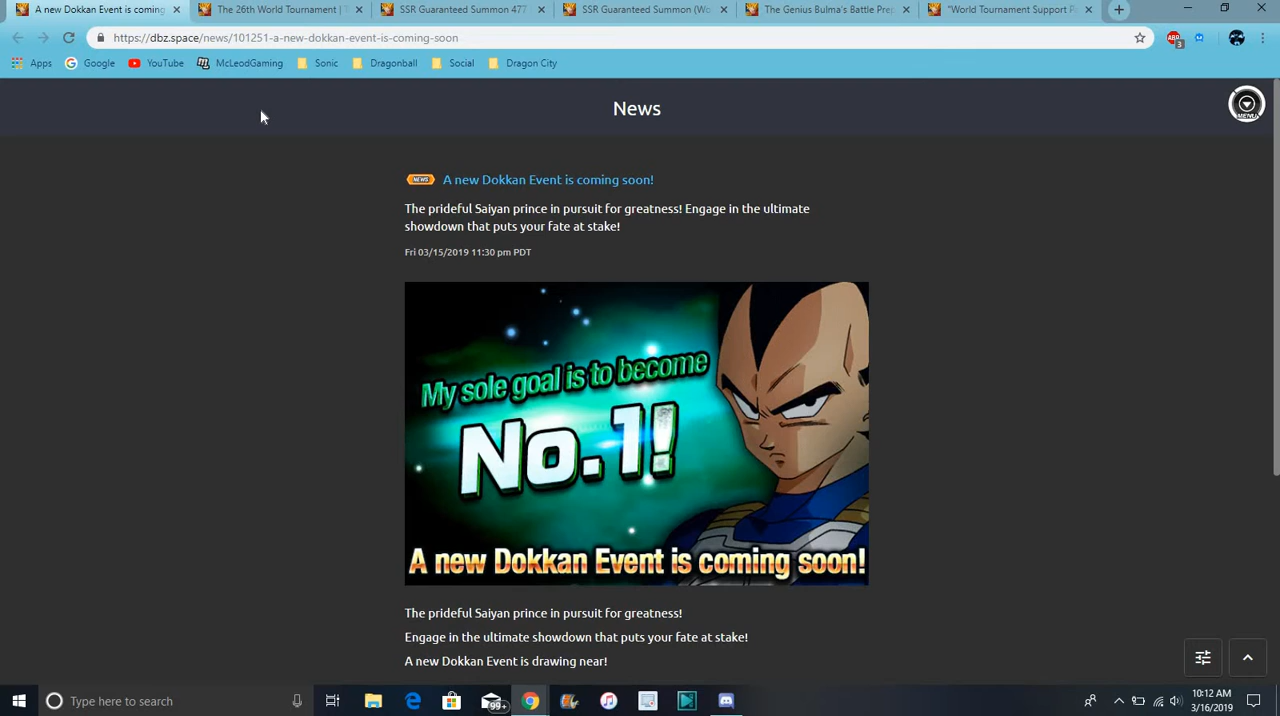 A new Dokkan Event is coming
The 26th World Tournament | T
SSR Guaranteed Summon 477
SSR Guaranteed Summon (Wo
The Genius Bulma's Battle Prep
"World Tournament Support P
https://dbz.space/news/101251-a-new-dokkan-event-is-coming-soon
ABP
3
Apps
Google
YouTube
McLeodGaming
Sonic
Dragonball
Social
Dragon City
News
MENU
NEWS
A new Dokkan Event is coming soon!
The prideful Saiyan prince in pursuit for greatness! Engage in the ultimate
showdown that puts your fate at stake!
Fri 03/15/2019 11:30 pm PDT
My sole goal is to become
No.1!
A new Dokkan Event is coming soon!
The prideful Saiyan prince in pursuit for greatness!
Engage in the ultimate showdown that puts your fate at stake!
A new Dokkan Event is drawing near!
Type here to search
99+
10:12 AM
3/16/2019